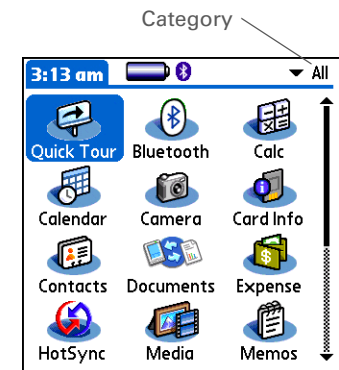 Category
3:13 am All
Quick Tour Bluetooth Calc
Calendar Camera Card Info
Contacts Documents Expense
HotSync Media Memos